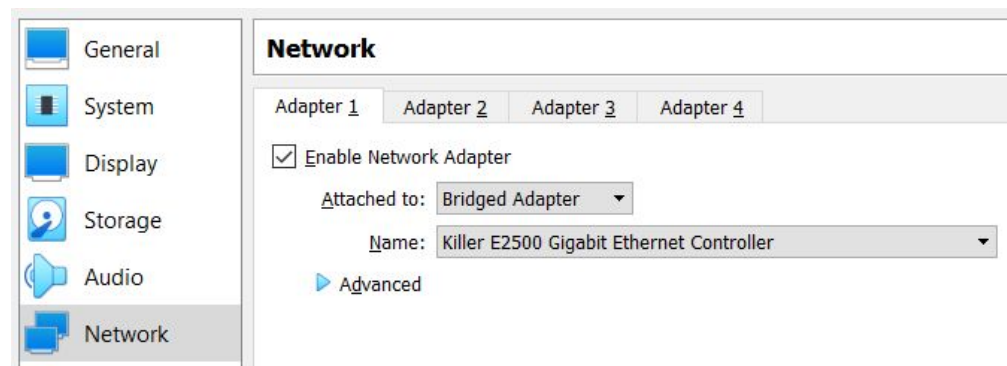 General
System
Display
Storage
Audio
Network
Network
Adapter 1 Adapter 2 Adapter 3 Adapter 4
Enable Network Adapter
Attached to: Bridged Adapter
Name: Killer E2500 Gigabit Ethernet Controller
Advanced